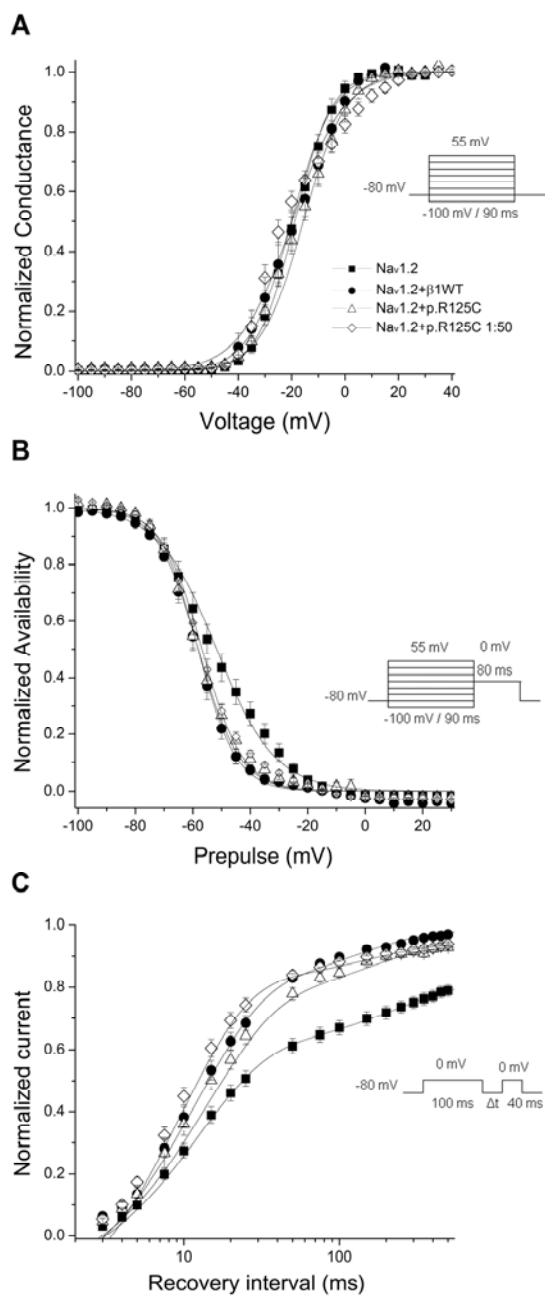 A
Normalized Conductance
1.0
0.8
0.6
0.4
0.2
0.0
-100
-80
-60
-40
-20
0
20
40
Voltage (mV)
55 mV
-80 mV
-100 mV / 90 ms
Naᵥ1.2
Naᵥ1.2+β1WT
Naᵥ1.2+p.R125C
Naᵥ1.2+p.R125C 1:50
B
Normalized Availability
1.0
0.8
0.6
0.4
0.2
0.0
-100
-80
-60
-40
-20
0
20
Prepulse (mV)
55 mV 0 mV
80 ms
-80 mV
-100 mV / 90 ms
C
Normalized current
1.0
0.8
0.6
0.4
0.2
0.0
10
100
Recovery interval (ms)
0 mV 0 mV
-80 mV
100 ms Δt 40 ms